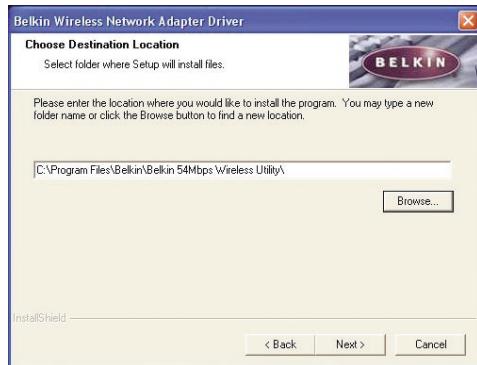 Belkin Wireless Network Adapter Driver
Choose Destination Location
Select folder where Setup will install files.
BELKIN
Please enter the location where you would like to install the program. You may type a new
folder name or click the Browse button to find a new location.
C:\Program Files\Belkin\Belkin 54Mbps Wireless Utility\
Browse...
InstallShield
< Back
Next >
Cancel